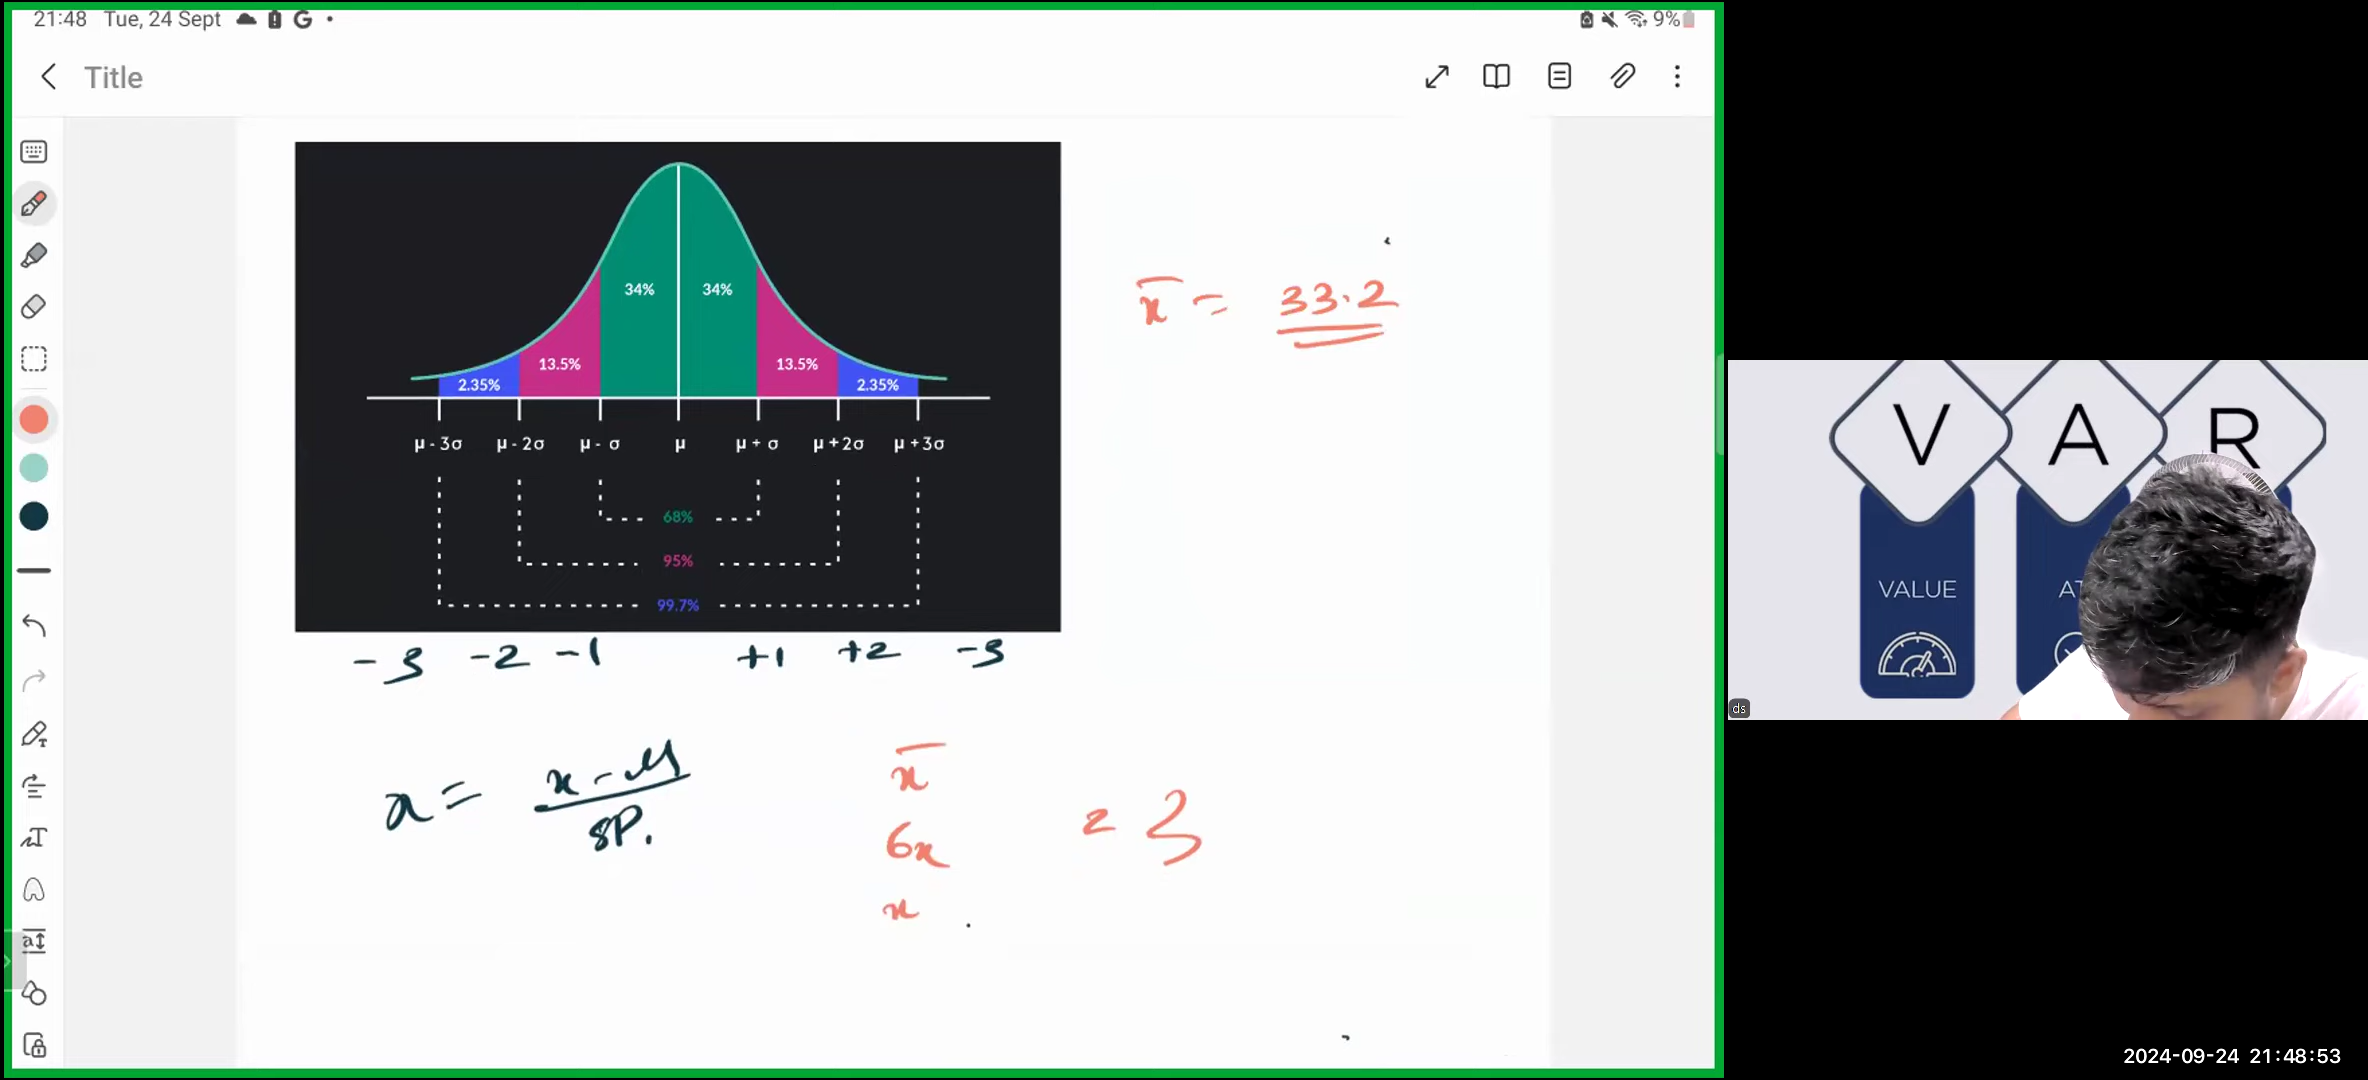 21:48 Tue, 24 Sept G 9%
Title
34% 34%
13.5% 13.5%
2.35% 2.35%
μ - 3σ μ - 2σ μ - σ μ μ + σ μ + 2σ μ + 3σ
68%
95%
99.7%
-3 -2 -1 +1 +2 -3
x̄ = 33.2
x - μ
x̄
6x
= 3
x
V A R
VALUE
ds
2024-09-24 21:48:53